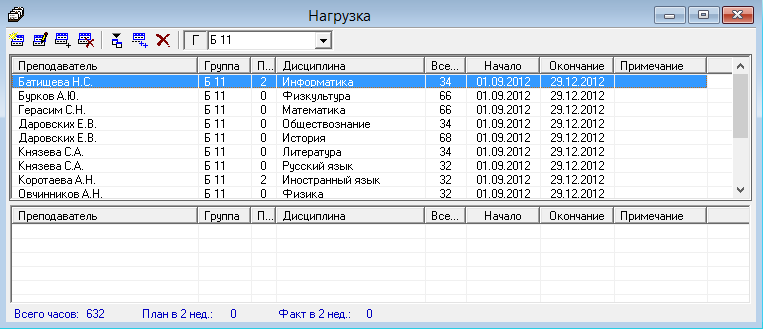 Нагрузка
Г Б 11
Преподаватель Группа П... Дисциплина Все... Начало Окончание Примечание
Батищева Н.С. Б 11 2 Информатика 34 01.09.2012 29.12.2012
Бурков А.Ю. Б 11 0 Физкультура 66 01.09.2012 29.12.2012
Герасим С.Н. Б 11 0 Математика 66 01.09.2012 29.12.2012
Даровских Е.В. Б 11 0 Обществознание 34 01.09.2012 29.12.2012
Даровских Е.В. Б 11 0 История 68 01.09.2012 29.12.2012
Князева С.А. Б 11 0 Литература 34 01.09.2012 29.12.2012
Князева С.А. Б 11 0 Русский язык 32 01.09.2012 29.12.2012
Коротаева А.Н. Б 11 2 Иностранный язык 32 01.09.2012 29.12.2012
Овчинников А.Н. Б 11 0 Физика 32 01.09.2012 29.12.2012
Преподаватель Группа П... Дисциплина Все... Начало Окончание Примечание
Всего часов: 632 План в 2 нед.: 0 Факт в 2 нед.: 0